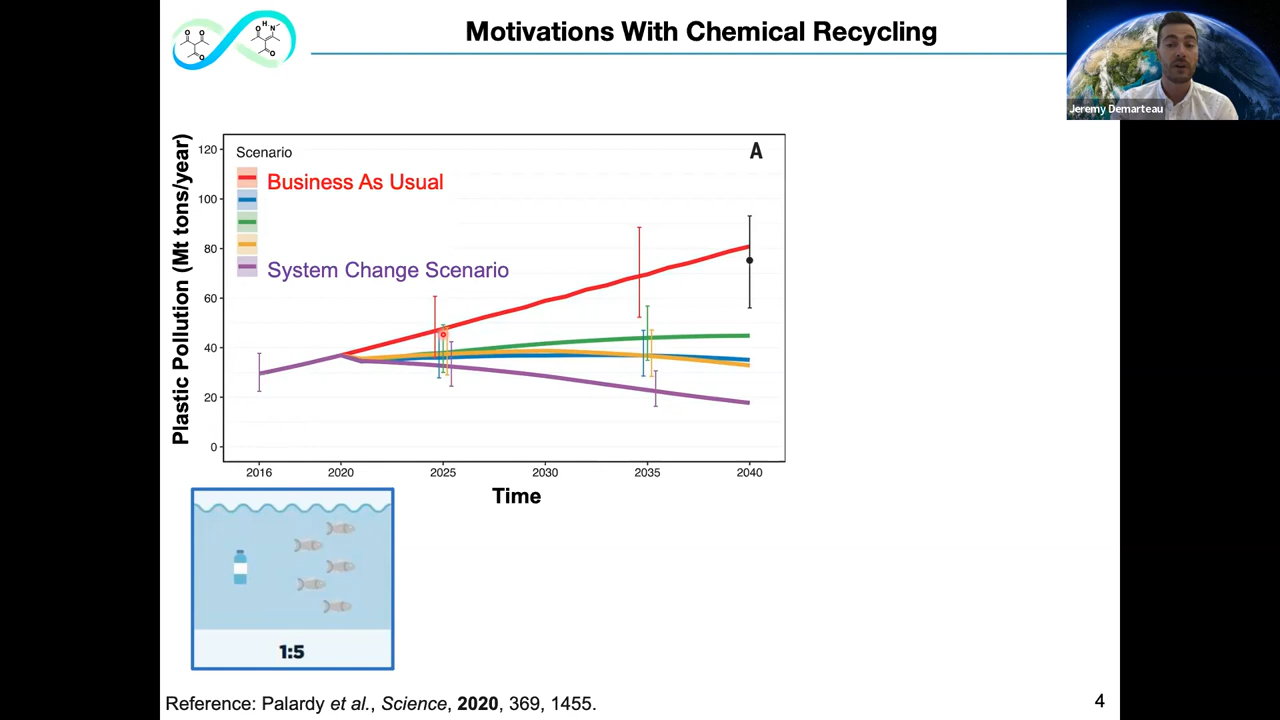 Motivations With Chemical Recycling
O O H N
O O
O
Jeremy Demarteau
Plastic Pollution (Mt tons/year)
Scenario
A
Business As Usual
System Change Scenario
120
100
80
60
40
20
0
2016 2020 2025 2030 2035 2040
Time
1:5
Reference: Palardy et al., Science, 2020, 369, 1455.
4